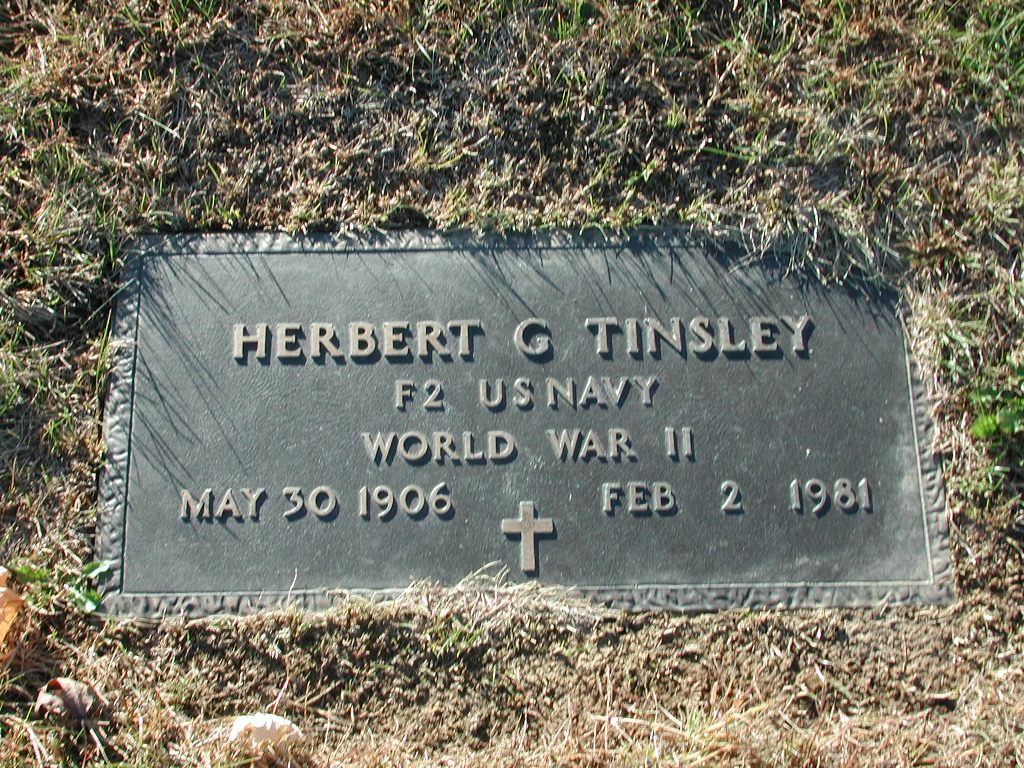 HERBERT G TINSLEY
F2 US NAVY
WORLD WAR II
MAY 30 1906 FEB 2 1981